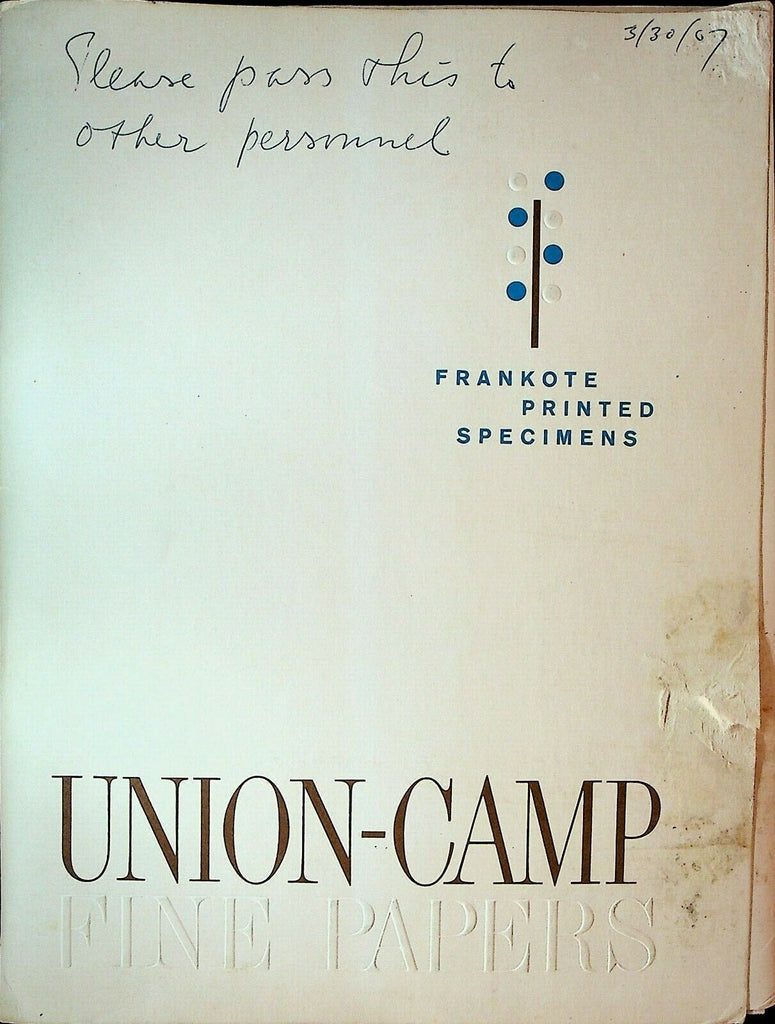 3/30/67
Please pass this to
other personnel
FRANKOTE
PRINTED
SPECIMENS
UNION-CAMP
FINE PAPERS